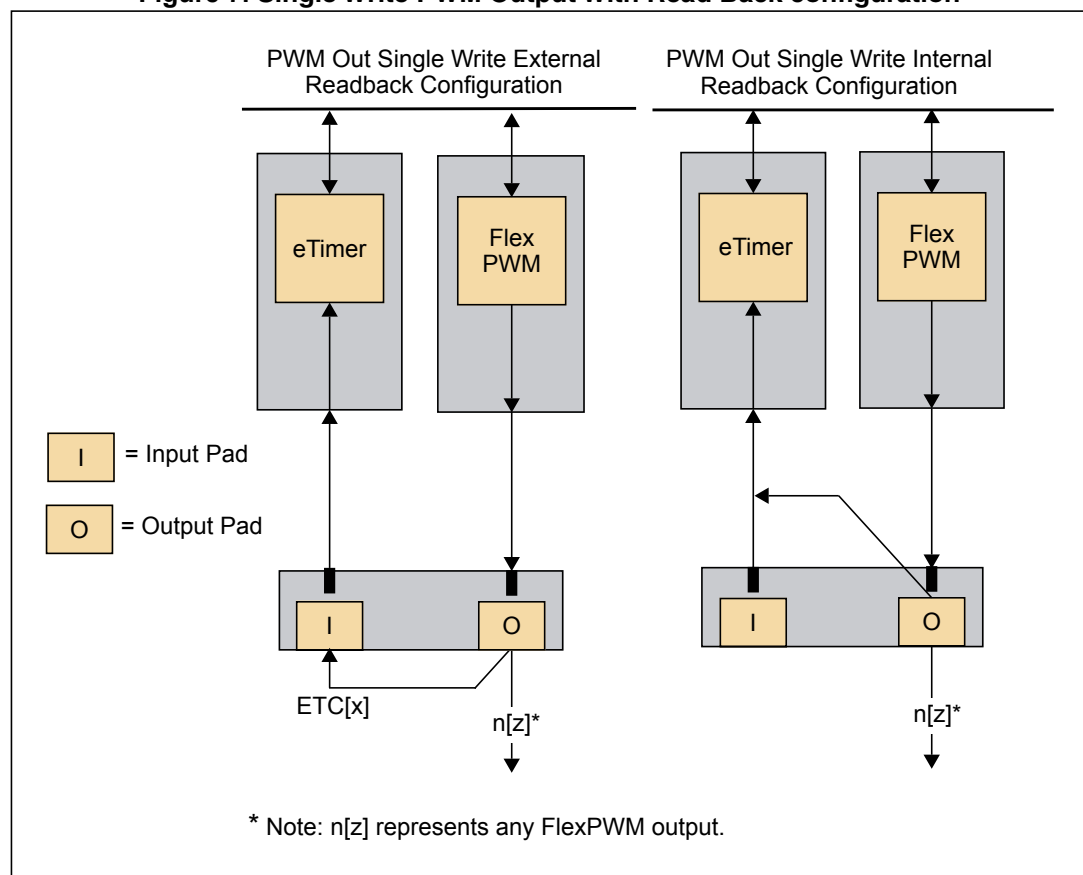 Figure 7. Single Write PWM Output With Read Back configuration
PWM Out Single Write External
Readback Configuration
PWM Out Single Write Internal
Readback Configuration
eTimer
Flex
PWM
eTimer
Flex
PWM
I
= Input Pad
O
= Output Pad
I
O
I
O
ETC[x]
n[z]*
n[z]*
* Note: n[z] represents any FlexPWM output.